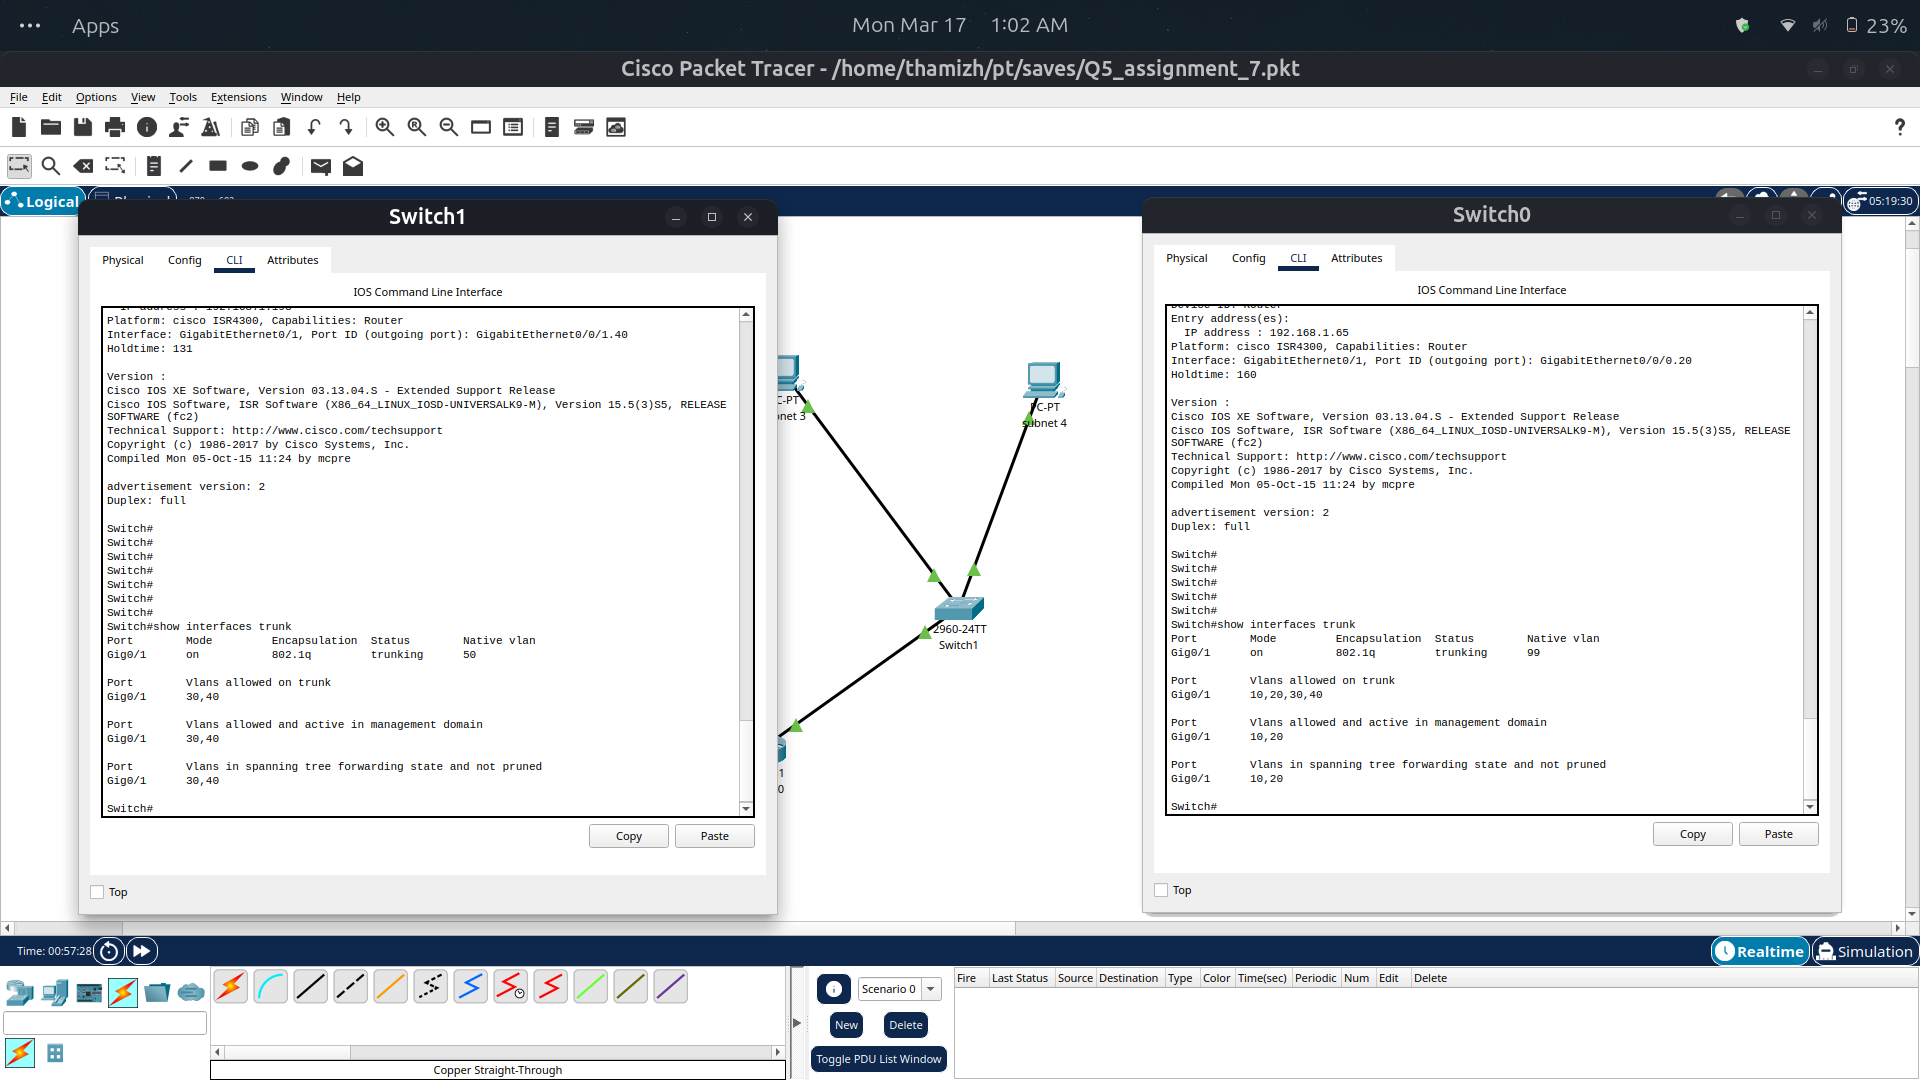 Apps
Mon Mar 17 1:02 AM
23%
Cisco Packet Tracer - /home/thamizh/pt/saves/Q5_assignment_7.pkt
File Edit Options View Tools Extensions Window Help
?
Logical
05:19:30
Switch1
Physical Config CLI Attributes
IOS Command Line Interface
Platform: cisco ISR4300, Capabilities: Router
Interface: GigabitEthernet0/1, Port ID (outgoing port): GigabitEthernet0/0/1.40
Holdtime: 131
Version :
Cisco IOS XE Software, Version 03.13.04.S - Extended Support Release
Cisco IOS Software, ISR Software (X86_64_LINUX_IOSD-UNIVERSALK9-M), Version 15.5(3)S5, RELEASE
SOFTWARE (fc2)
Technical Support: http://www.cisco.com/techsupport
Copyright (c) 1986-2017 by Cisco Systems, Inc.
Compiled Mon 05-Oct-15 11:24 by mcpre
advertisement version: 2
Duplex: full
Switch#
Switch#
Switch#
Switch#
Switch#
Switch#
Switch#
Switch#show interfaces trunk
Port Mode Encapsulation Status Native vlan
Gig0/1 on 802.1q trunking 50
Port Vlans allowed on trunk
Gig0/1 30,40
Port Vlans allowed and active in management domain
Gig0/1 30,40
Port Vlans in spanning tree forwarding state and not pruned
Gig0/1 30,40
Switch#
Copy Paste
Top
C-PT
net 3
PC-PT
subnet 4
2960-24TT
Switch1
1
0
Switch0
Physical Config CLI Attributes
IOS Command Line Interface
Entry address(es):
IP address : 192.168.1.65
Platform: cisco ISR4300, Capabilities: Router
Interface: GigabitEthernet0/1, Port ID (outgoing port): GigabitEthernet0/0/0.20
Holdtime: 160
Version :
Cisco IOS XE Software, Version 03.13.04.S - Extended Support Release
Cisco IOS Software, ISR Software (X86_64_LINUX_IOSD-UNIVERSALK9-M), Version 15.5(3)S5, RELEASE
SOFTWARE (fc2)
Technical Support: http://www.cisco.com/techsupport
Copyright (c) 1986-2017 by Cisco Systems, Inc.
Compiled Mon 05-Oct-15 11:24 by mcpre
advertisement version: 2
Duplex: full
Switch#
Switch#
Switch#
Switch#
Switch#
Switch#show interfaces trunk
Port Mode Encapsulation Status Native vlan
Gig0/1 on 802.1q trunking 99
Port Vlans allowed on trunk
Gig0/1 10,20,30,40
Port Vlans allowed and active in management domain
Gig0/1 10,20
Port Vlans in spanning tree forwarding state and not pruned
Gig0/1 10,20
Switch#
Copy Paste
Top
Time: 00:57:28
Realtime Simulation
Scenario 0
New Delete
Toggle PDU List Window
Fire Last Status Source Destination Type Color Time(sec) Periodic Num Edit Delete
Copper Straight-Through